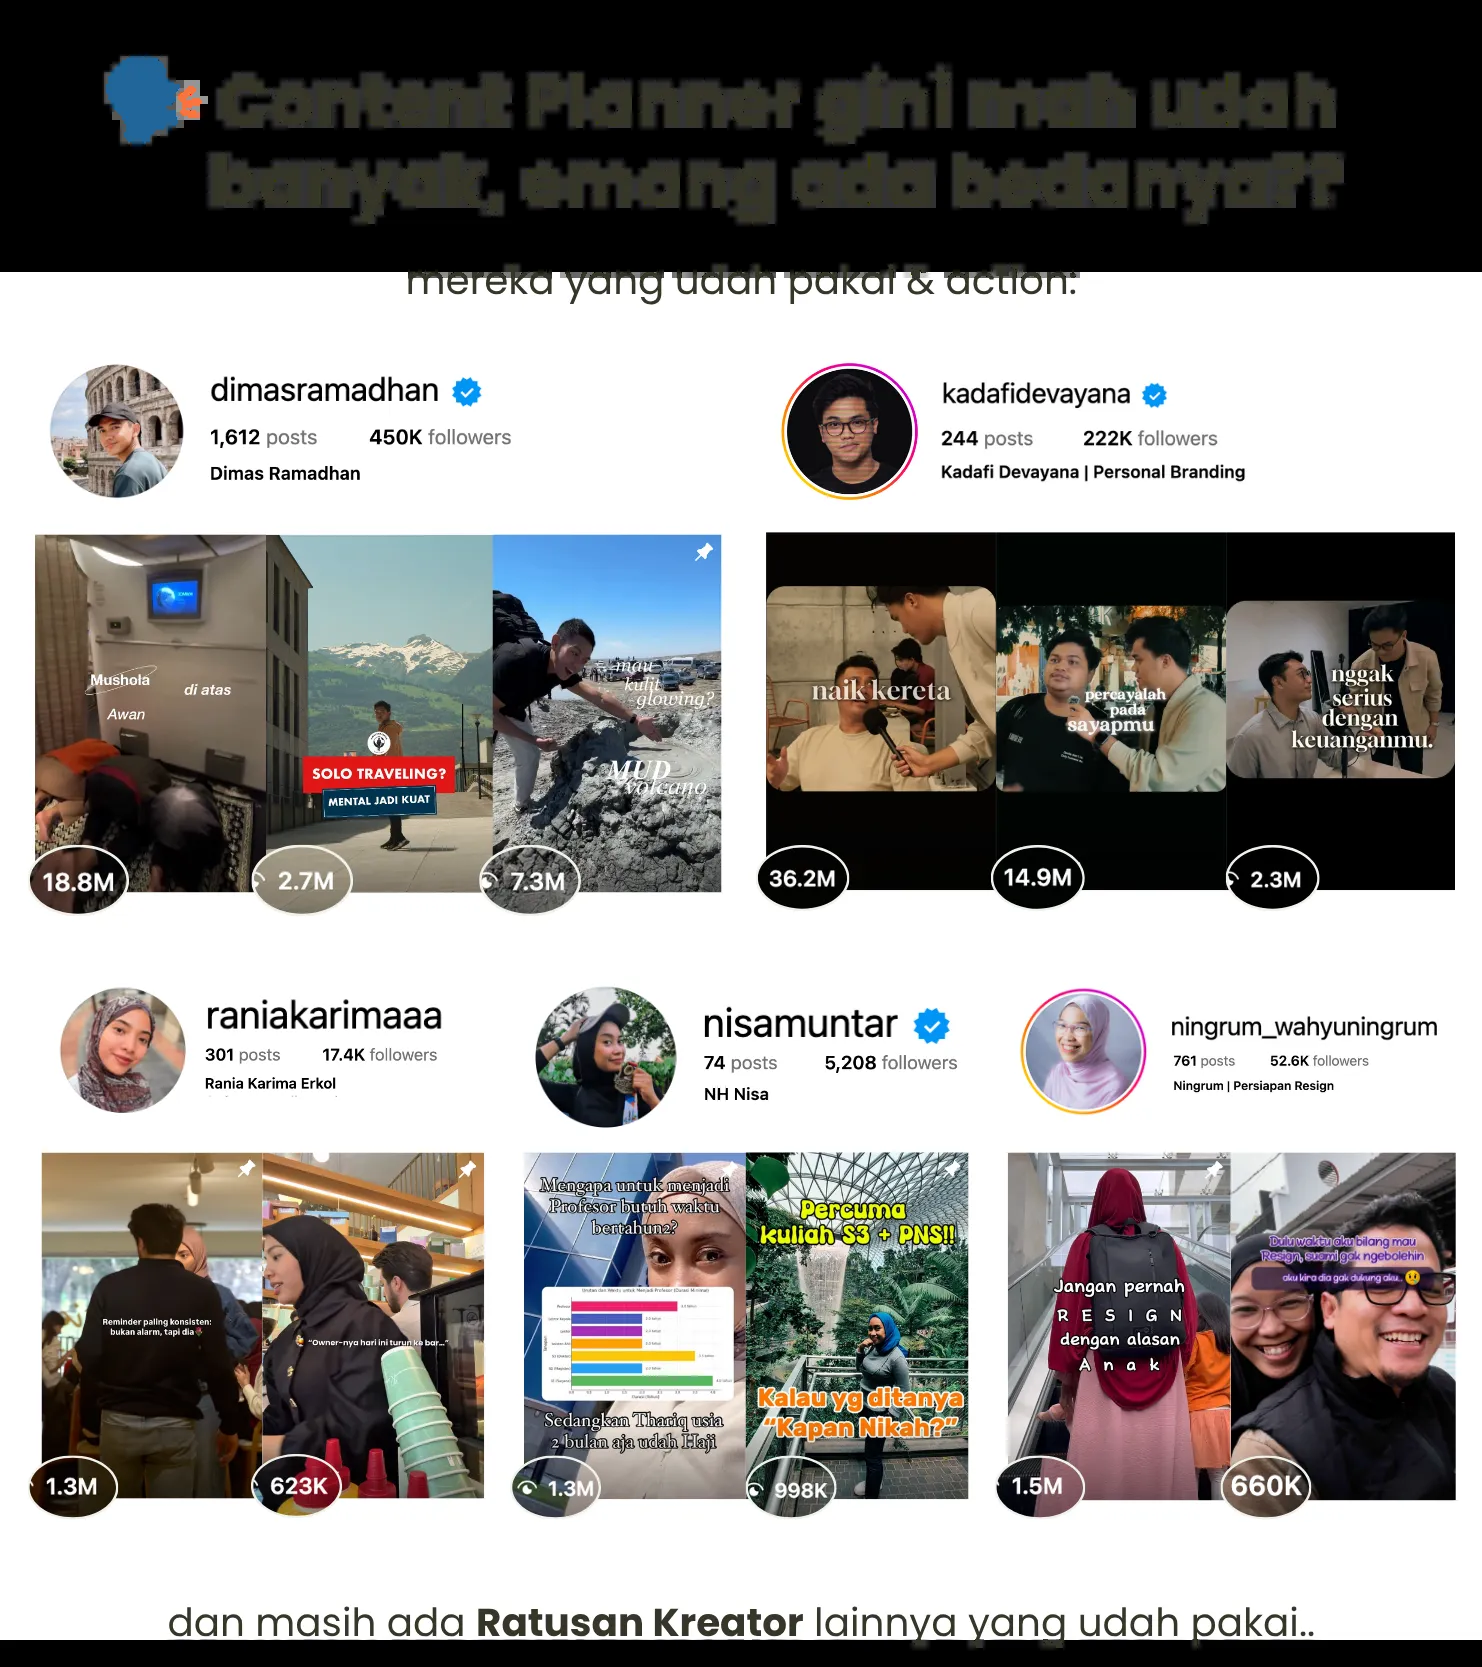 Content Planner gini mah udah
banyak, emang ada bedanya??
mereka yang udah pakai & action:
dimasramadhan
1,612 posts 450K followers
Dimas Ramadhan
kadafidevayana
244 posts 222K followers
Kadafi Devayana | Personal Branding
Mushola
di atas
Awan
SOLO TRAVELING?
MENTAL JADI KUAT
mau
kulit
glowing?
MUD
volcano
naik kereta
percayalah
pada
sayapmu
nggak
serius
dengan
keuanganmu.
18.8M
2.7M
7.3M
36.2M
14.9M
2.3M
raniakarimaaa
301 posts 17.4K followers
Rania Karima Erkol
nisamuntar
74 posts 5,208 followers
NH Nisa
ningrum_wahyuningrum
761 posts 52.6K followers
Ningrum | Persiapan Resign
Reminder paling konsisten:
bukan alarm, tapi dia
"Owner-nya hari ini turun ke bar..."
Mengapa untuk menjadi
Profesor butuh waktu
bertahun2?
Sedangkan Thariq usia
2 bulan aja udah Haji
Percuma
kuliah S3 + PNS!!
Kalau yg ditanya
"Kapan Nikah?"
Jangan pernah
RESIGN
dengan alasan
Anak
Dulu waktu aku bilang mau
Resign, suami gak ngebolehin
aku kira dia gak dukung aku...
1.3M
623K
1.3M
998K
1.5M
660K
dan masih ada Ratusan Kreator lainnya yang udah pakai..